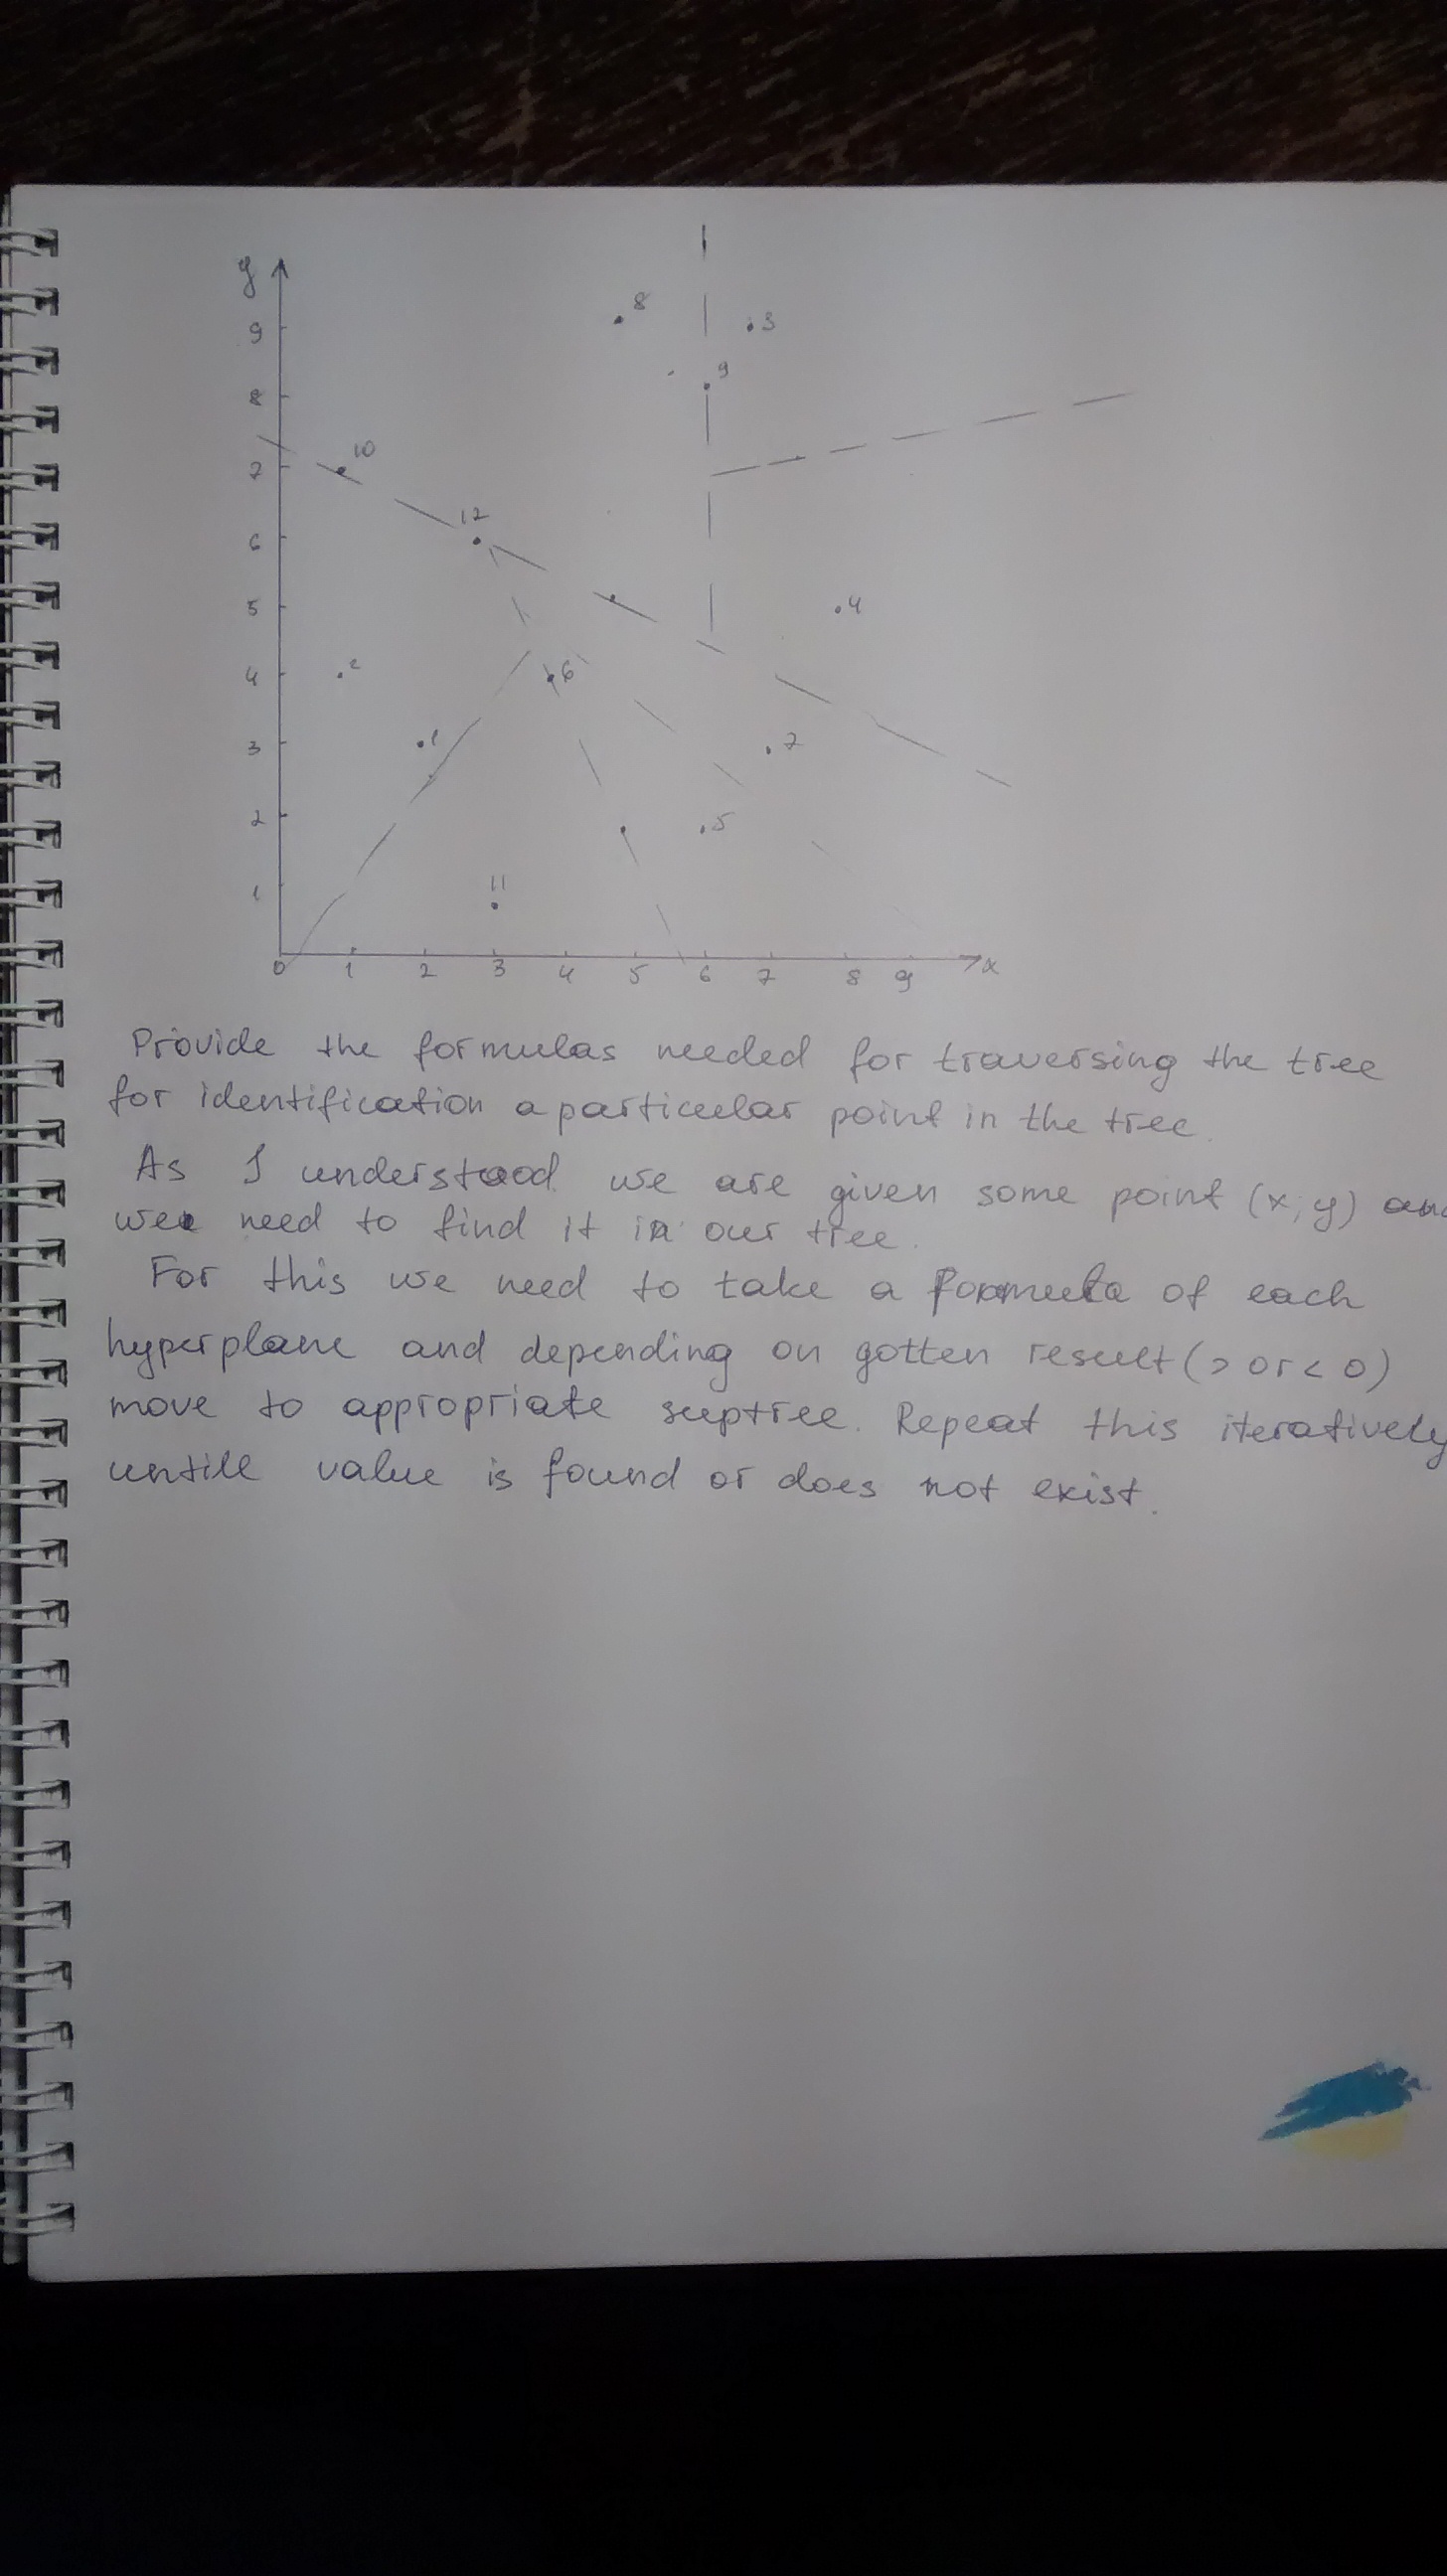 y
8
9
3
9
8
10
7
12
6
5
4
4
2
6
3
1
7
2
5
11
1
0 1 2 3 4 5 6 7 8 9 x
Provide the formulas needed for traversing the tree
for identification a particular point in the tree.
As I understood we are given some point (x; y) and
we need to find it in our tree.
For this we need to take a formula of each
hyperplane and depending on gotten result (> or < 0)
move to appropriate suptree. Repeat this iteratively
untill value is found or does not exist.